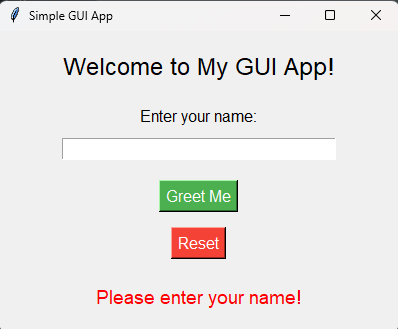 Simple GUI App
Welcome to My GUI App!
Enter your name:
Greet Me
Reset
Please enter your name!